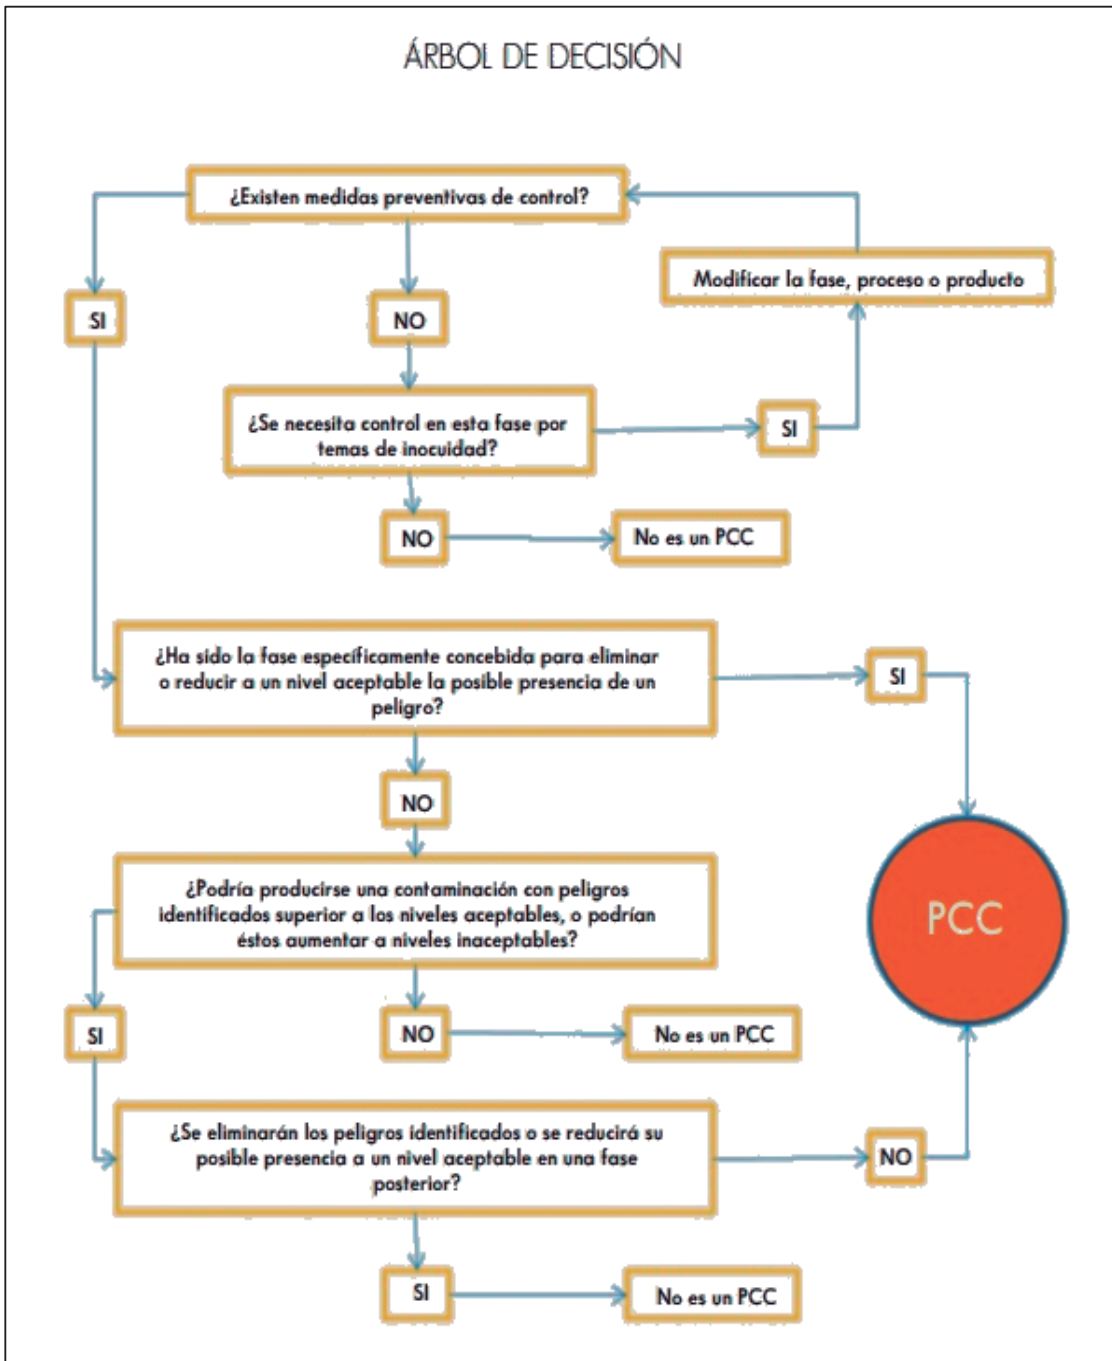 ÁRBOL DE DECISIÓN
¿Existen medidas preventivas de control?
Modificar la fase, proceso o producto
SI
NO
¿Se necesita control en esta fase por
temas de inocuidad?
SI
NO
No es un PCC
¿Ha sido la fase específicamente concebida para eliminar
o reducir a un nivel aceptable la posible presencia de un
peligro?
SI
NO
¿Podría producirse una contaminación con peligros
identificados superior a los niveles aceptables, o podrían
éstos aumentar a niveles inaceptables?
PCC
SI
NO
No es un PCC
¿Se eliminarán los peligros identificados o se reducirá su
posible presencia a un nivel aceptable en una fase
posterior?
NO
SI
No es un PCC